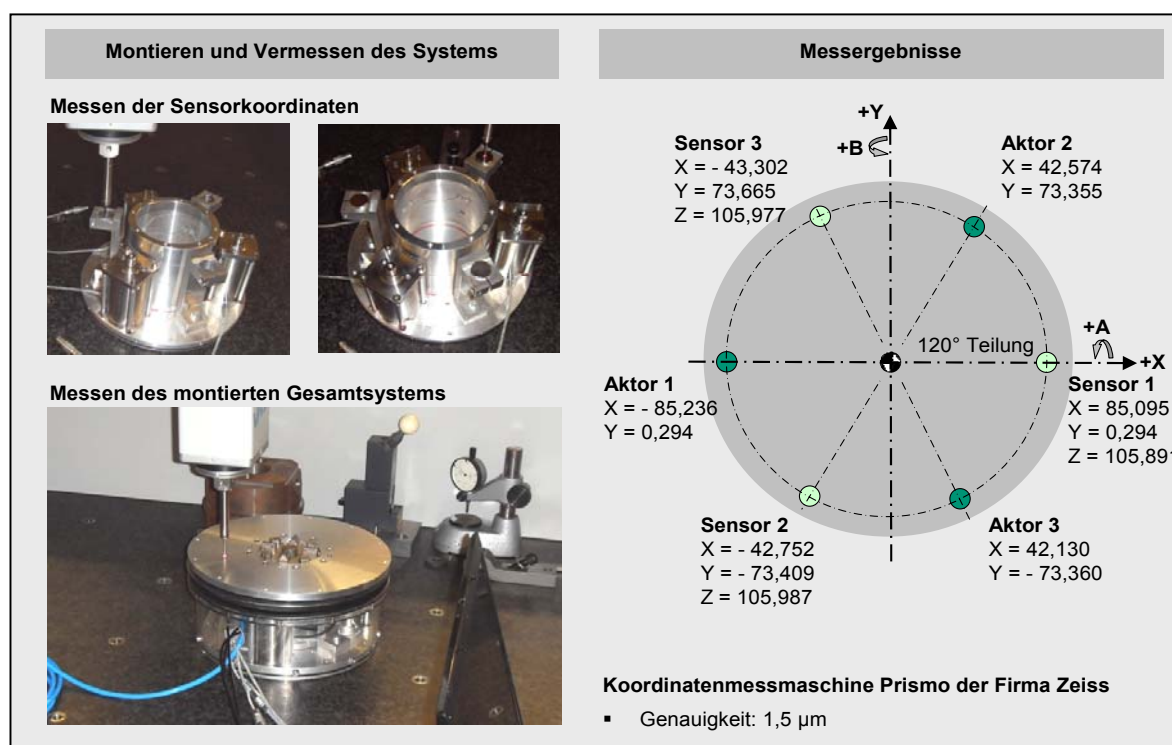 Montieren und Vermessen des Systems
Messen der Sensorkoordinaten
Messen des montierten Gesamtsystems
Messergebnisse
+Y
+B
Sensor 3
X = - 43,302
Y = 73,665
Z = 105,977
Aktor 2
X = 42,574
Y = 73,355
120° Teilung
+A
+X
Aktor 1
X = - 85,236
Y = 0,294
Sensor 1
X = 85,095
Y = 0,294
Z = 105,891
Sensor 2
X = - 42,752
Y = - 73,409
Z = 105,987
Aktor 3
X = 42,130
Y = - 73,360
Koordinatenmessmaschine Prismo der Firma Zeiss
▪ Genauigkeit: 1,5 µm